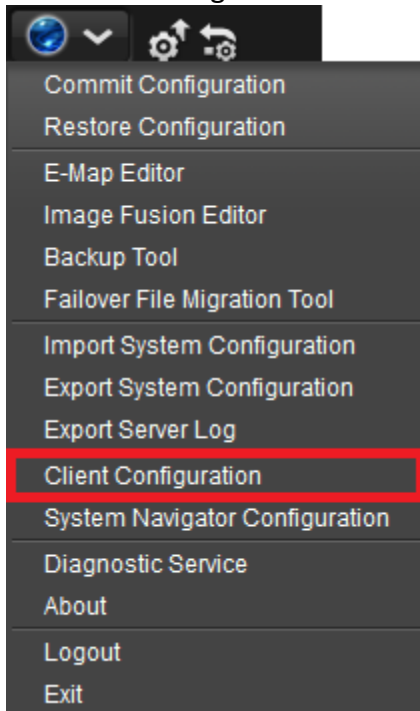 Commit Configuration
Restore Configuration
E-Map Editor
Image Fusion Editor
Backup Tool
Failover File Migration Tool
Import System Configuration
Export System Configuration
Export Server Log
Client Configuration
System Navigator Configuration
Diagnostic Service
About
Logout
Exit